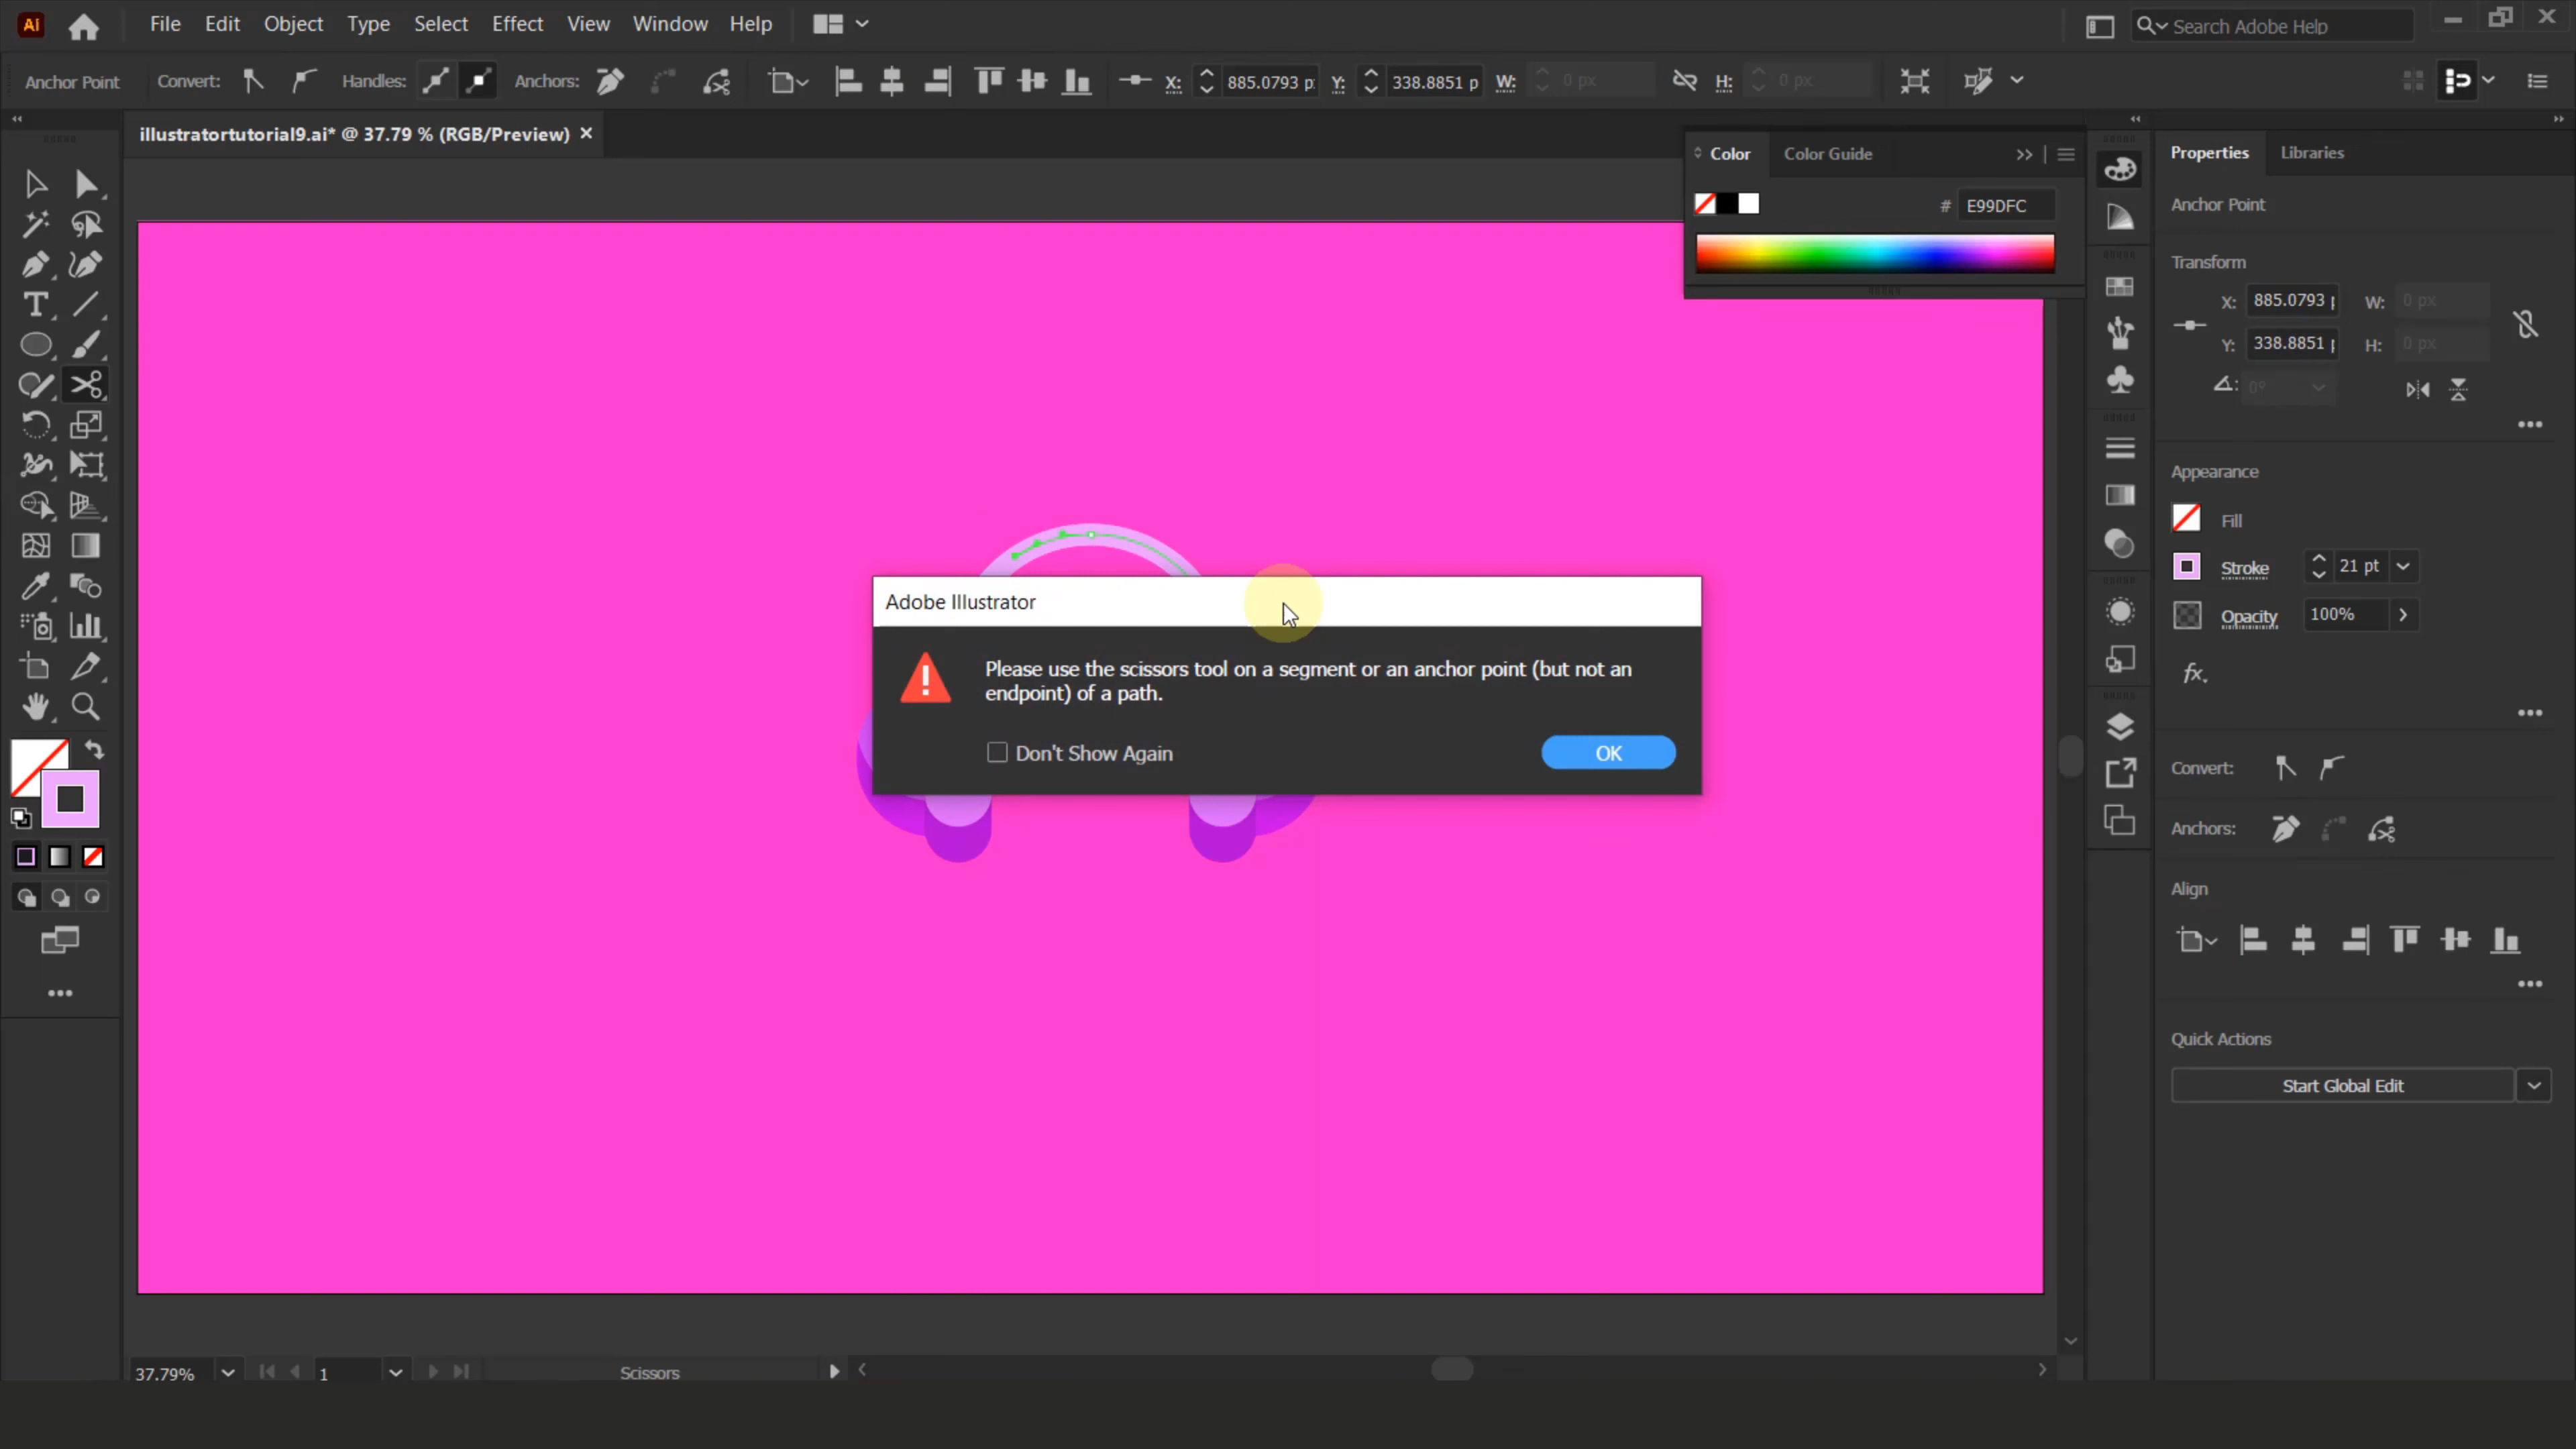 Ai File Edit Object Type Select Effect View Window Help Search Adobe Help
Anchor Point Convert: Handles: Anchors: X: 885.0793 p Y: 338.8851 p W: 0 px H: 0 px
illustratortutorial9.ai* @ 37.79 % (RGB/Preview)
Color Color Guide
# E99DFC
Properties Libraries
Anchor Point
Transform
X: 885.0793 W: 0 px
Y: 338.8851 H: 0 px
0°
Appearance
Fill
Stroke 21 pt
Opacity 100%
fx.
Adobe Illustrator
Please use the scissors tool on a segment or an anchor point (but not an
endpoint) of a path.
Don't Show Again OK
Convert:
Anchors:
Align
Quick Actions
Start Global Edit
37.79% 1 Scissors